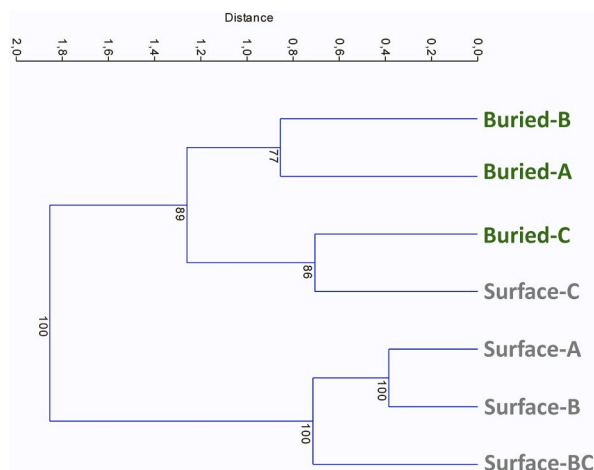 Distance
2,0 1,8 1,6 1,4 1,2 1,0 0,8 0,6 0,4 0,2 0,0
Buried-B
77
Buried-A
89
Buried-C
86
Surface-C
100
Surface-A
100
Surface-B
100
Surface-BC